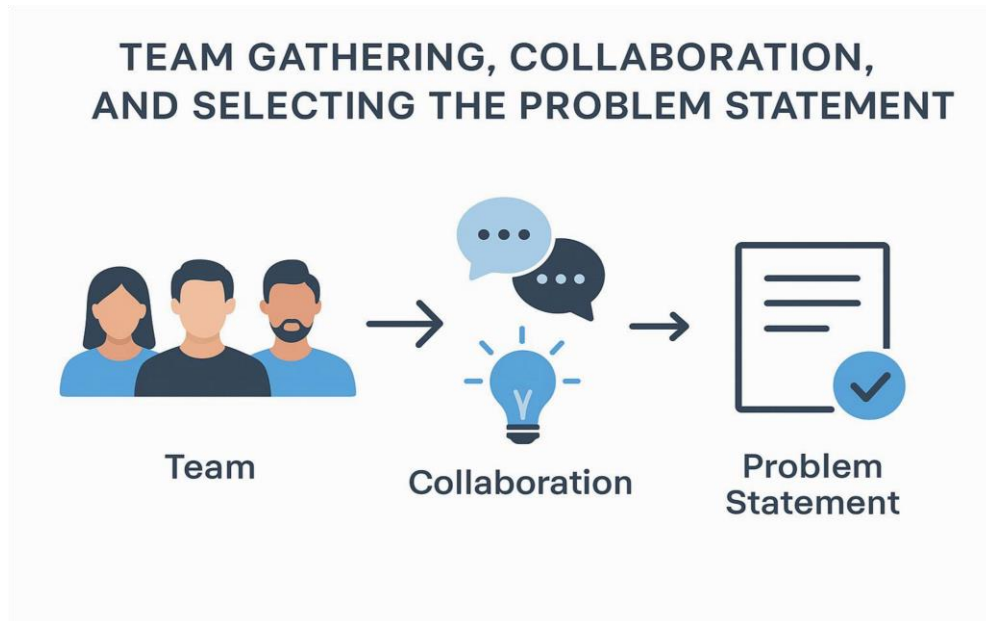 TEAM GATHERING, COLLABORATION,
AND SELECTING THE PROBLEM STATEMENT
Team
Collaboration
Problem
Statement